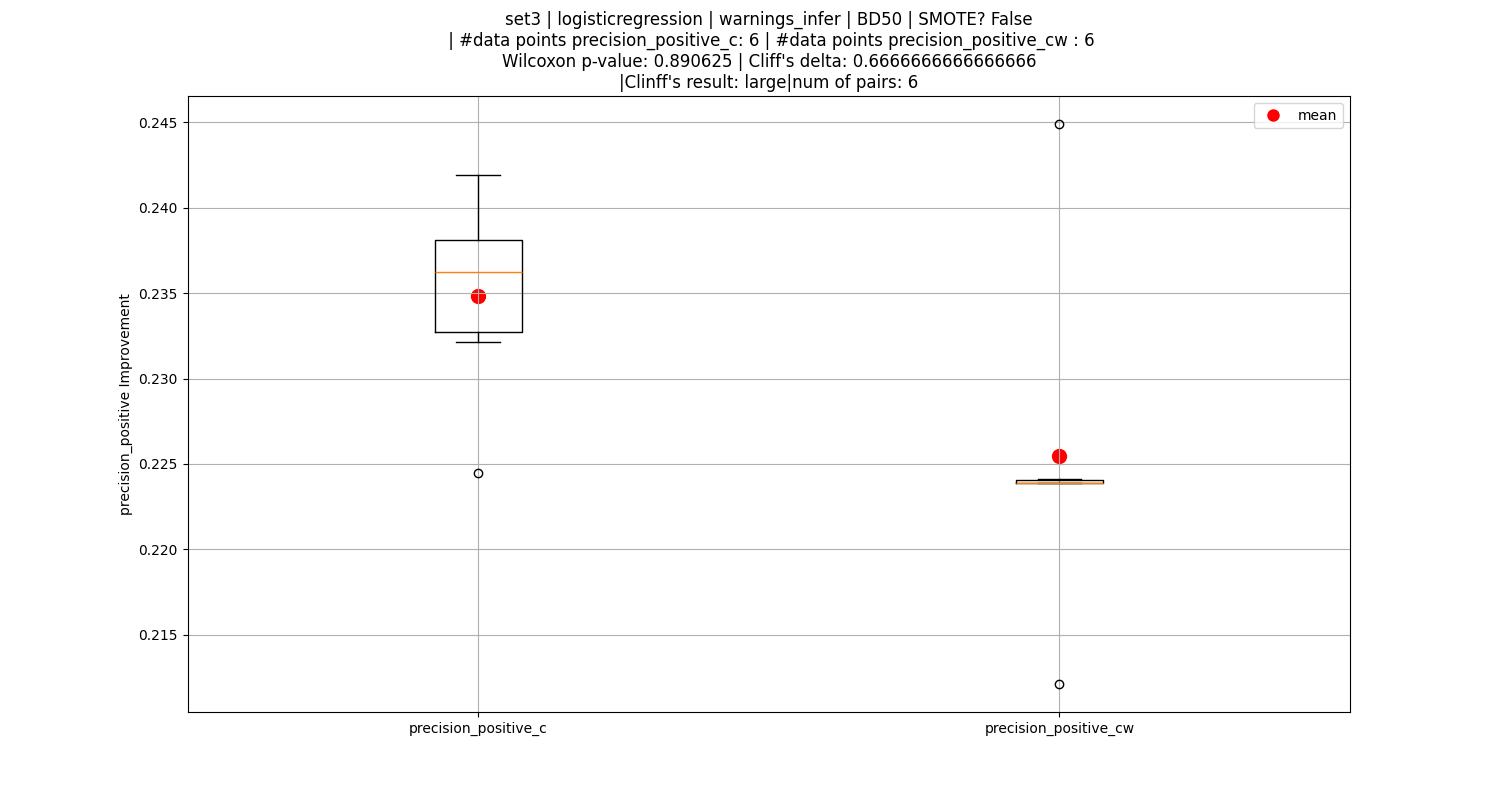 set3 | logisticregression | warnings_infer | BD50 | SMOTE? False
| #data points precision_positive_c: 6 | #data points precision_positive_cw : 6
Wilcoxon p-value: 0.890625 | Cliff's delta: 0.6666666666666666
|Clinff's result: large|num of pairs: 6
mean
0.245
0.240
0.235
0.230
0.225
0.220
0.215
precision_positive Improvement
precision_positive_c
precision_positive_cw